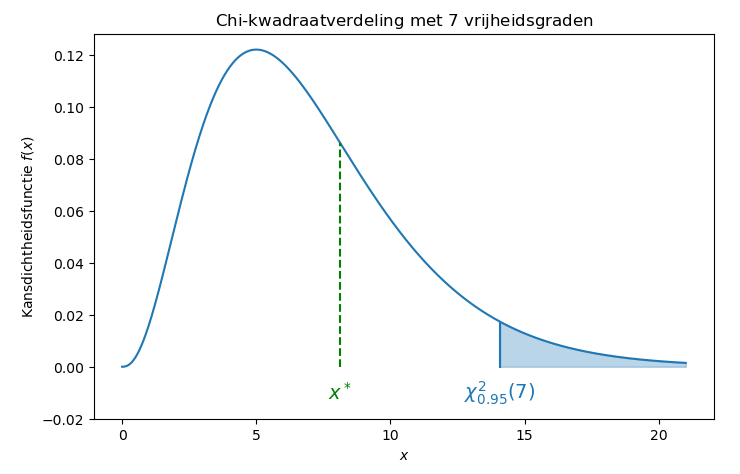 Chi-kwadraatverdeling met 7 vrijheidsgraden
Kansdichtheidsfunctie f(x)
0.12
0.10
0.08
0.06
0.04
0.02
0.00
−0.02
x*
χ²₀.₉₅(7)
0
5
10
15
20
x